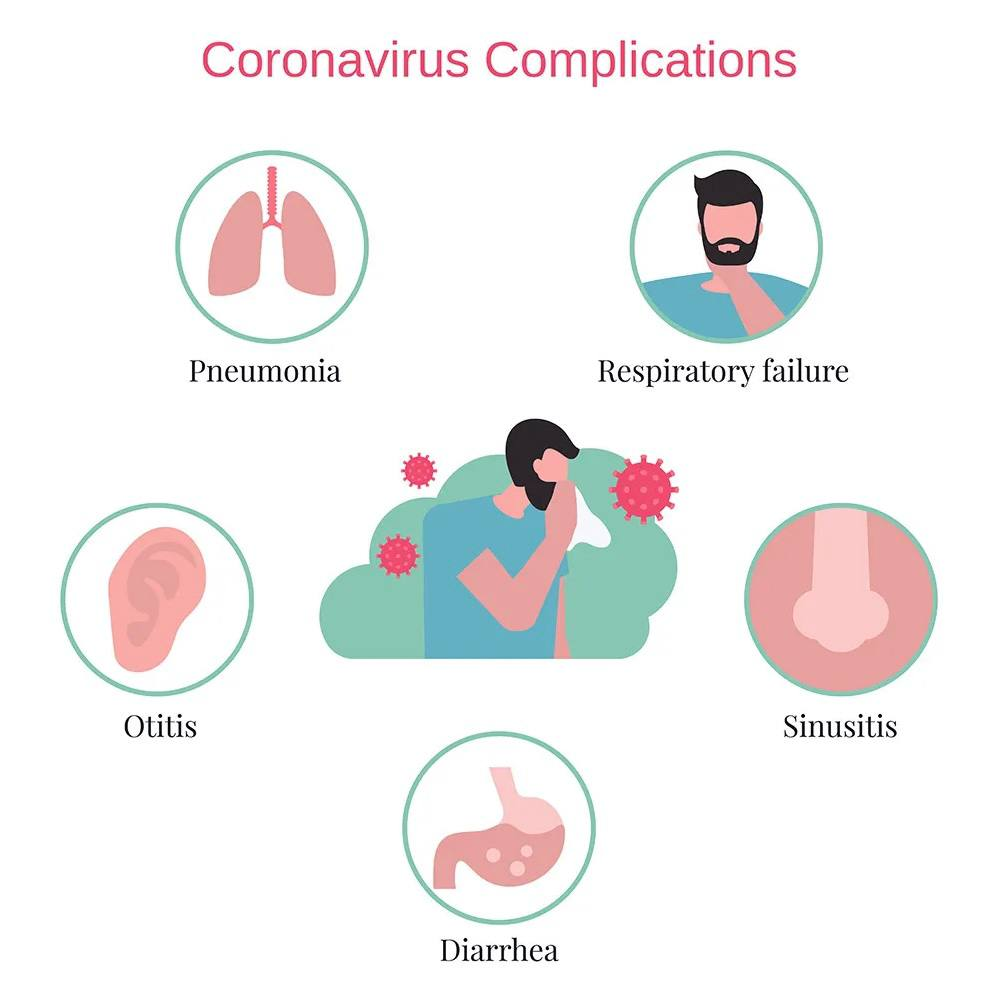 Coronavirus Complications
Pneumonia
Respiratory failure
Otitis
Sinusitis
Diarrhea